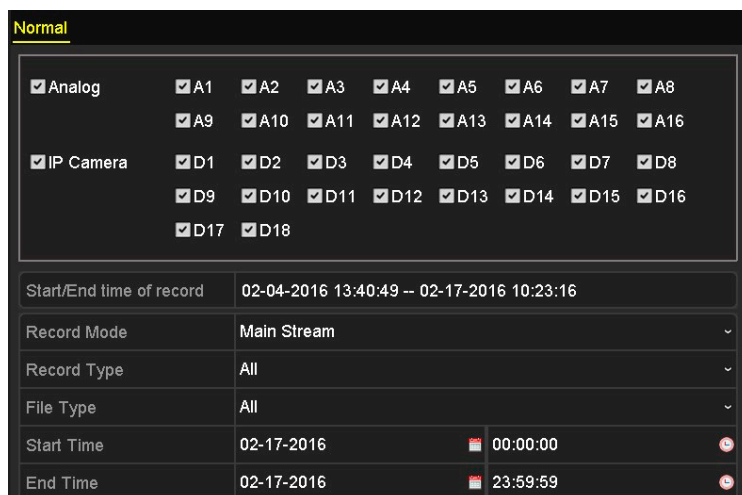 Normal
Analog A1 A2 A3 A4 A5 A6 A7 A8
A9 A10 A11 A12 A13 A14 A15 A16
IP Camera D1 D2 D3 D4 D5 D6 D7 D8
D9 D10 D11 D12 D13 D14 D15 D16
D17 D18
Start/End time of record 02-04-2016 13:40:49 -- 02-17-2016 10:23:16
Record Mode Main Stream
Record Type All
File Type All
Start Time 02-17-2016 00:00:00
End Time 02-17-2016 23:59:59